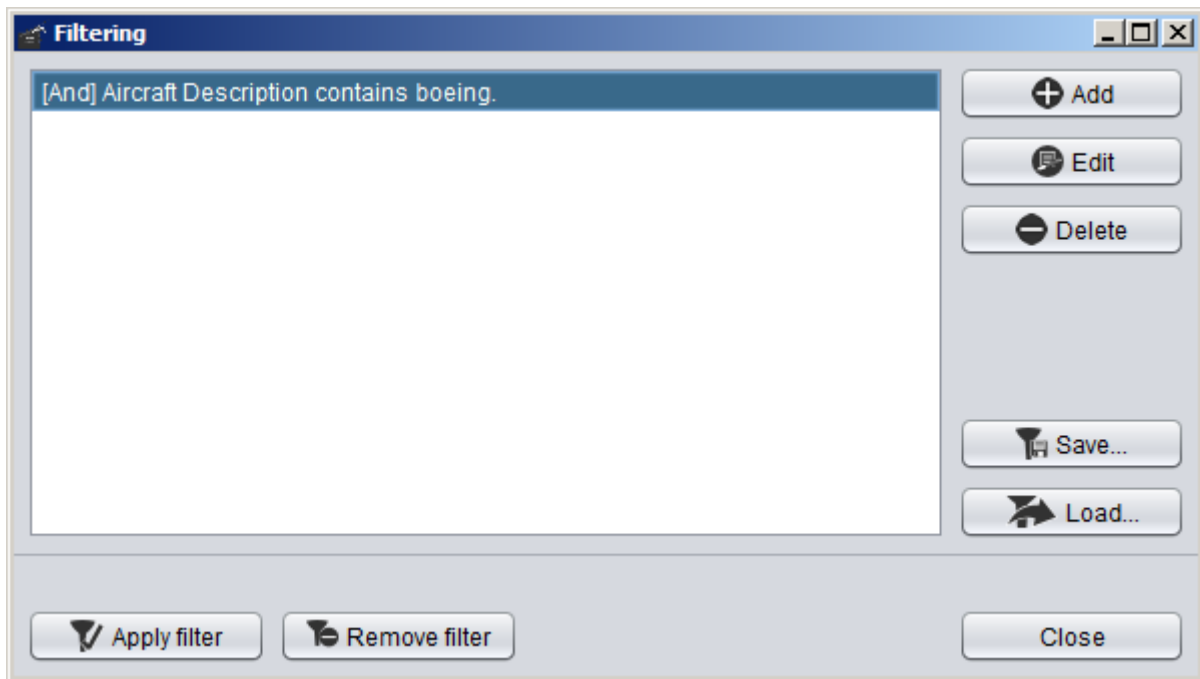 Filtering
[And] Aircraft Description contains boeing.
Add
Edit
Delete
Save...
Load...
Apply filter
Remove filter
Close